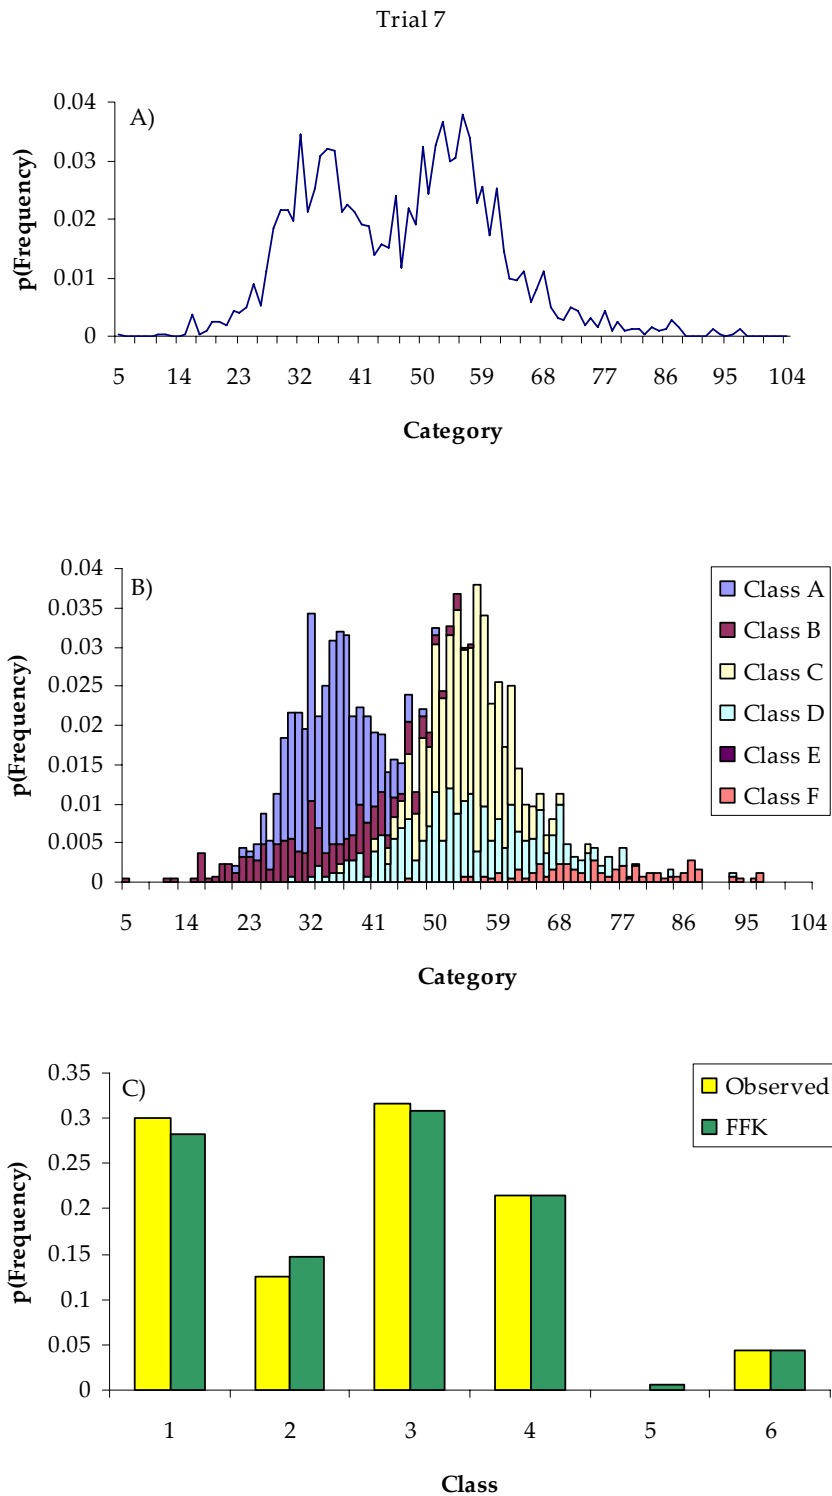 Trial 7
A)
p(Frequency)
0.04
0.03
0.02
0.01
0
5 14 23 32 41 50 59 68 77 86 95 104
Category
B)
p(Frequency)
0.04
0.035
0.03
0.025
0.02
0.015
0.01
0.005
0
5 14 23 32 41 50 59 68 77 86 95 104
Category
Class A
Class B
Class C
Class D
Class E
Class F
C)
p(Frequency)
0.35
0.3
0.25
0.2
0.15
0.1
0.05
0
1 2 3 4 5 6
Class
Observed
FFK